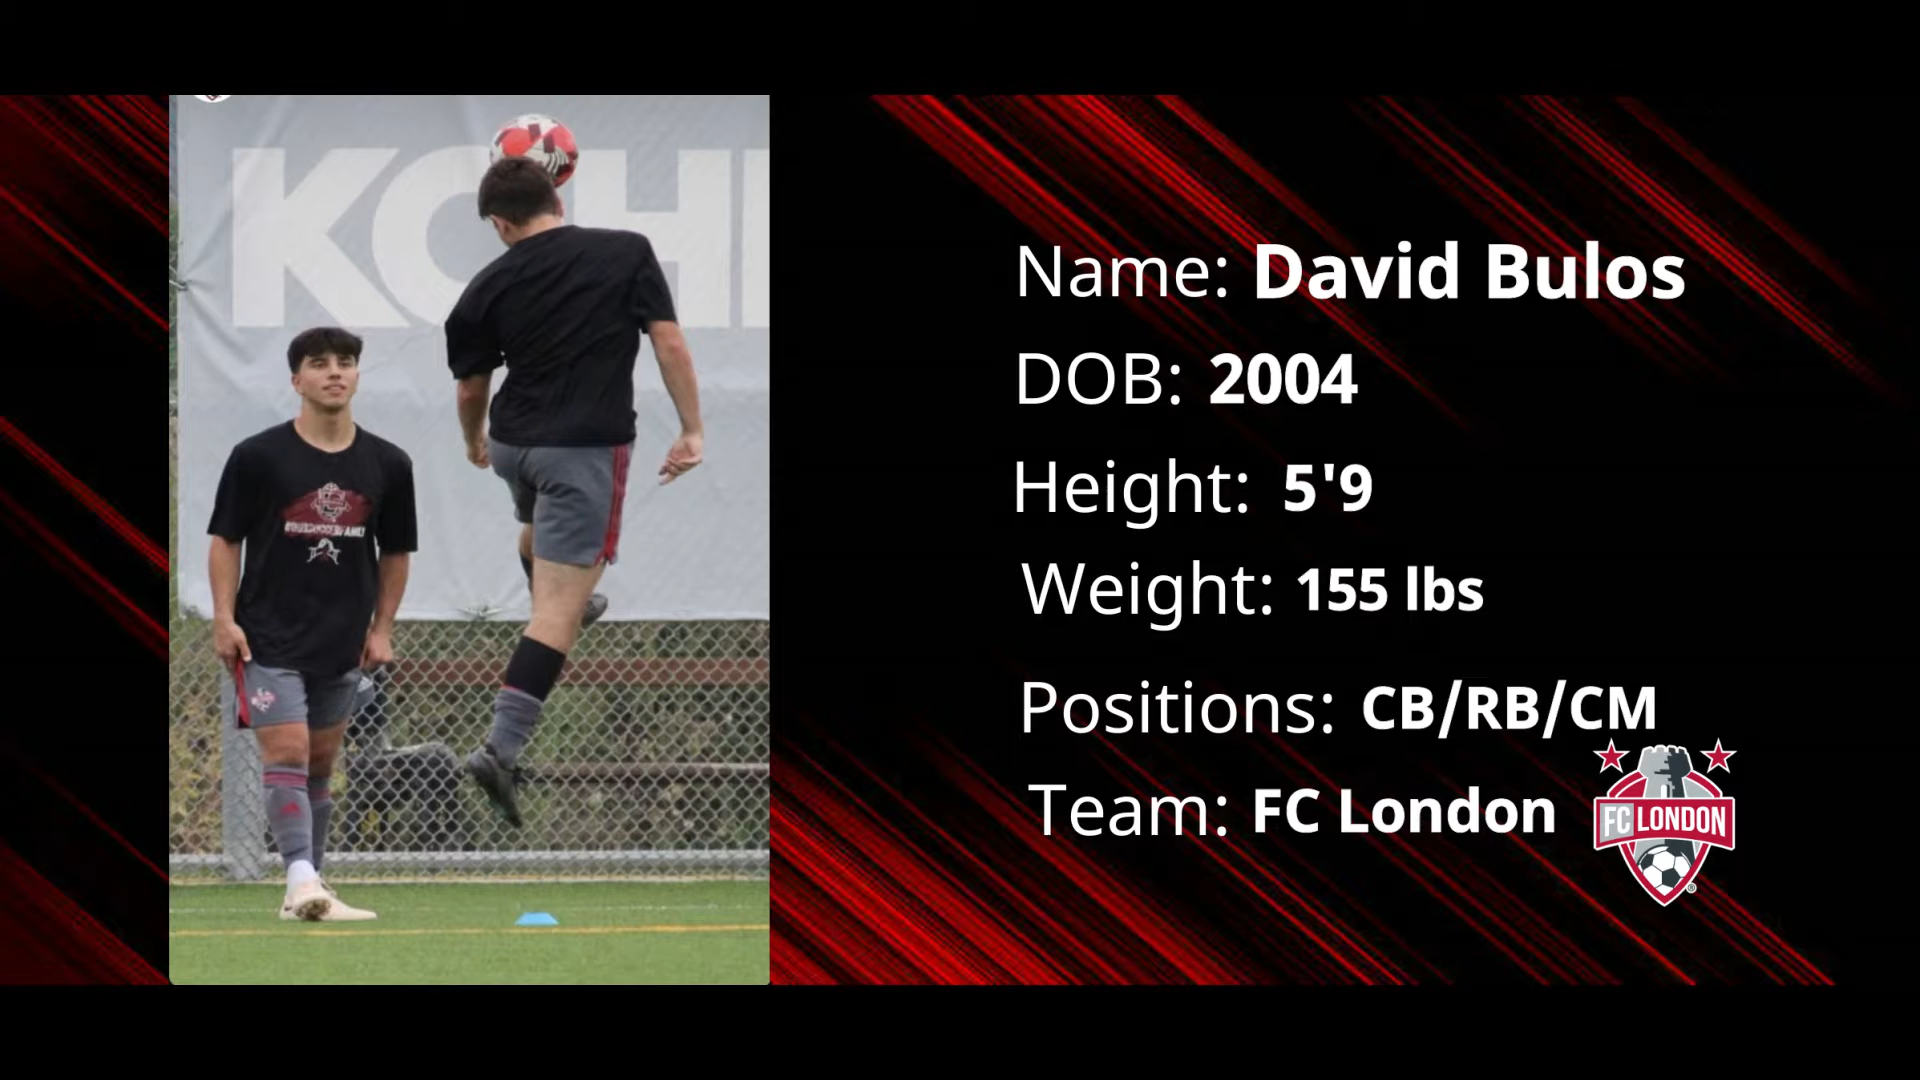 KOH
Name: David Bulos
DOB: 2004
Height: 5'9
Weight: 155 lbs
Positions: CB/RB/CM
Team: FC London
FC LONDON